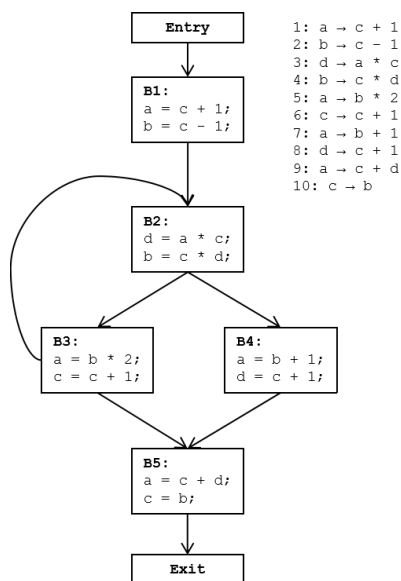 Entry
B1:
a = c + 1;
b = c - 1;
B2:
d = a * c;
b = c * d;
B3:
a = b * 2;
c = c + 1;
B4:
a = b + 1;
d = c + 1;
B5:
a = c + d;
c = b;
Exit
1: a → c + 1
2: b → c - 1
3: d → a * c
4: b → c * d
5: a → b * 2
6: c → c + 1
7: a → b + 1
8: d → c + 1
9: a → c + d
10: c → b